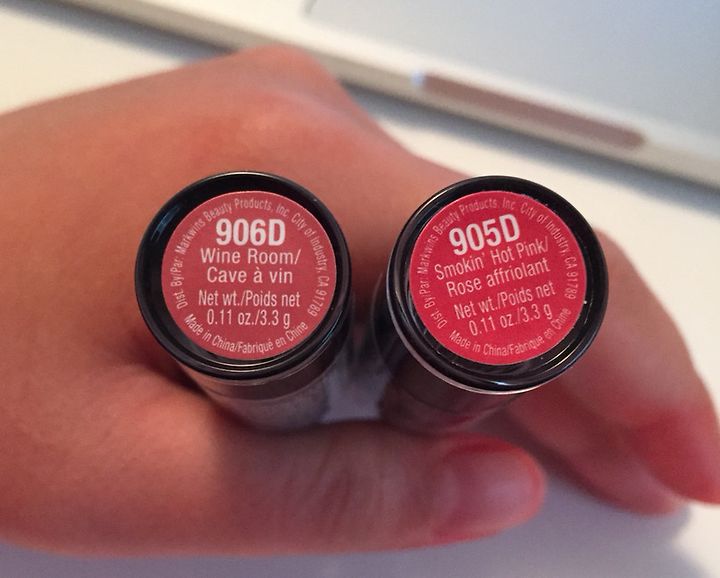 Dist. By/Par: Markwins Beauty Products, Inc. City of Industry, CA 91789
906D
Wine Room/
Cave à vin
Net wt./Poids net
0.11 oz./3.3 g
Made in China/Fabriqué en Chine
Dist. By/Par: Markwins Beauty Products, Inc. City of Industry, CA 91789
905D
Smokin' Hot Pink/
Rose affriolant
Net wt./Poids net
0.11 oz./3.3 g
Made in China/Fabriqué en Chine